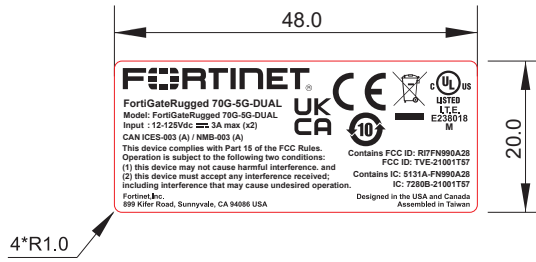 48.0
FORTINET®
FortiGateRugged 70G-5G-DUAL
Model: FortiGateRugged 70G-5G-DUAL
Input : 12-125Vdc ⎓ 3A max (x2)
CAN ICES-003 (A) / NMB-003 (A)
This device complies with Part 15 of the FCC Rules.
Operation is subject to the following two conditions:
(1) this device may not cause harmful interference. and
(2) this device must accept any interference received;
including interference that may cause undesired operation.
Fortinet,Inc.
899 Kifer Road, Sunnyvale, CA 94086 USA
UK
CA
CE
10
C UL US
LISTED
I.T.E.
E238018
M
Contains FCC ID: RI7FN990A28
FCC ID: TVE-21001T57
Contains IC: 5131A-FN990A28
IC: 7280B-21001T57
Designed in the USA and Canada
Assembled in Taiwan
20.0
4*R1.0